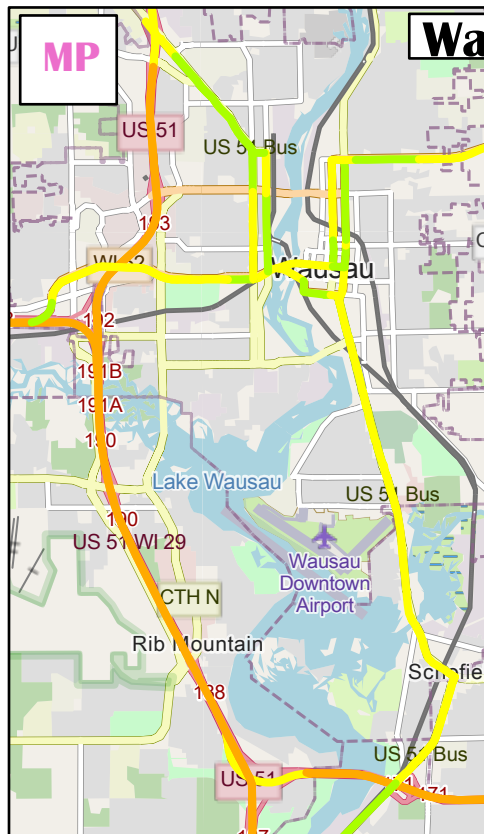 MP
Wa
US 51
US 51 Bus
193
WI 52
Wausau
192
191B
191A
190
Lake Wausau
US 51 Bus
190
US 51 WI 29
Wausau
Downtown
Airport
CTH N
Rib Mountain
188
Schofie
US 51 Bus
US 51
171
171
187